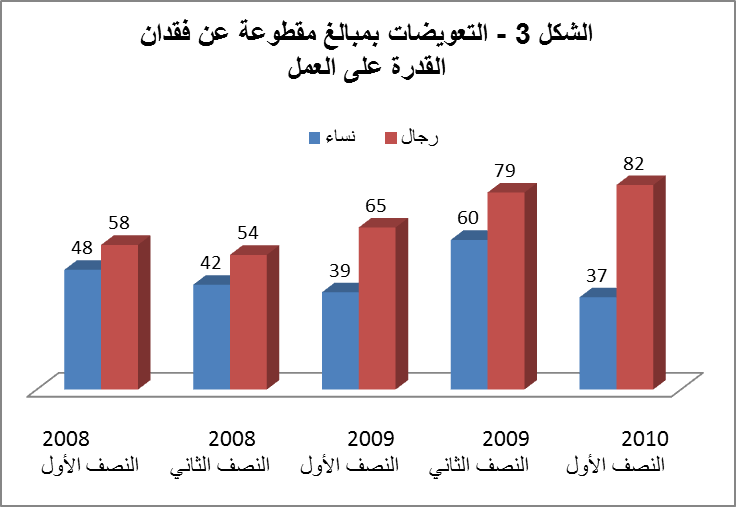 الشكل 3 - التعويضات بمبالغ مقطوعة عن فقدان
القدرة على العمل
نساء رجال
48 58 42 54 39 65 60 79 37 82
2008 2008 2009 2009 2010
النصف الأول النصف الثاني النصف الأول النصف الثاني النصف الأول